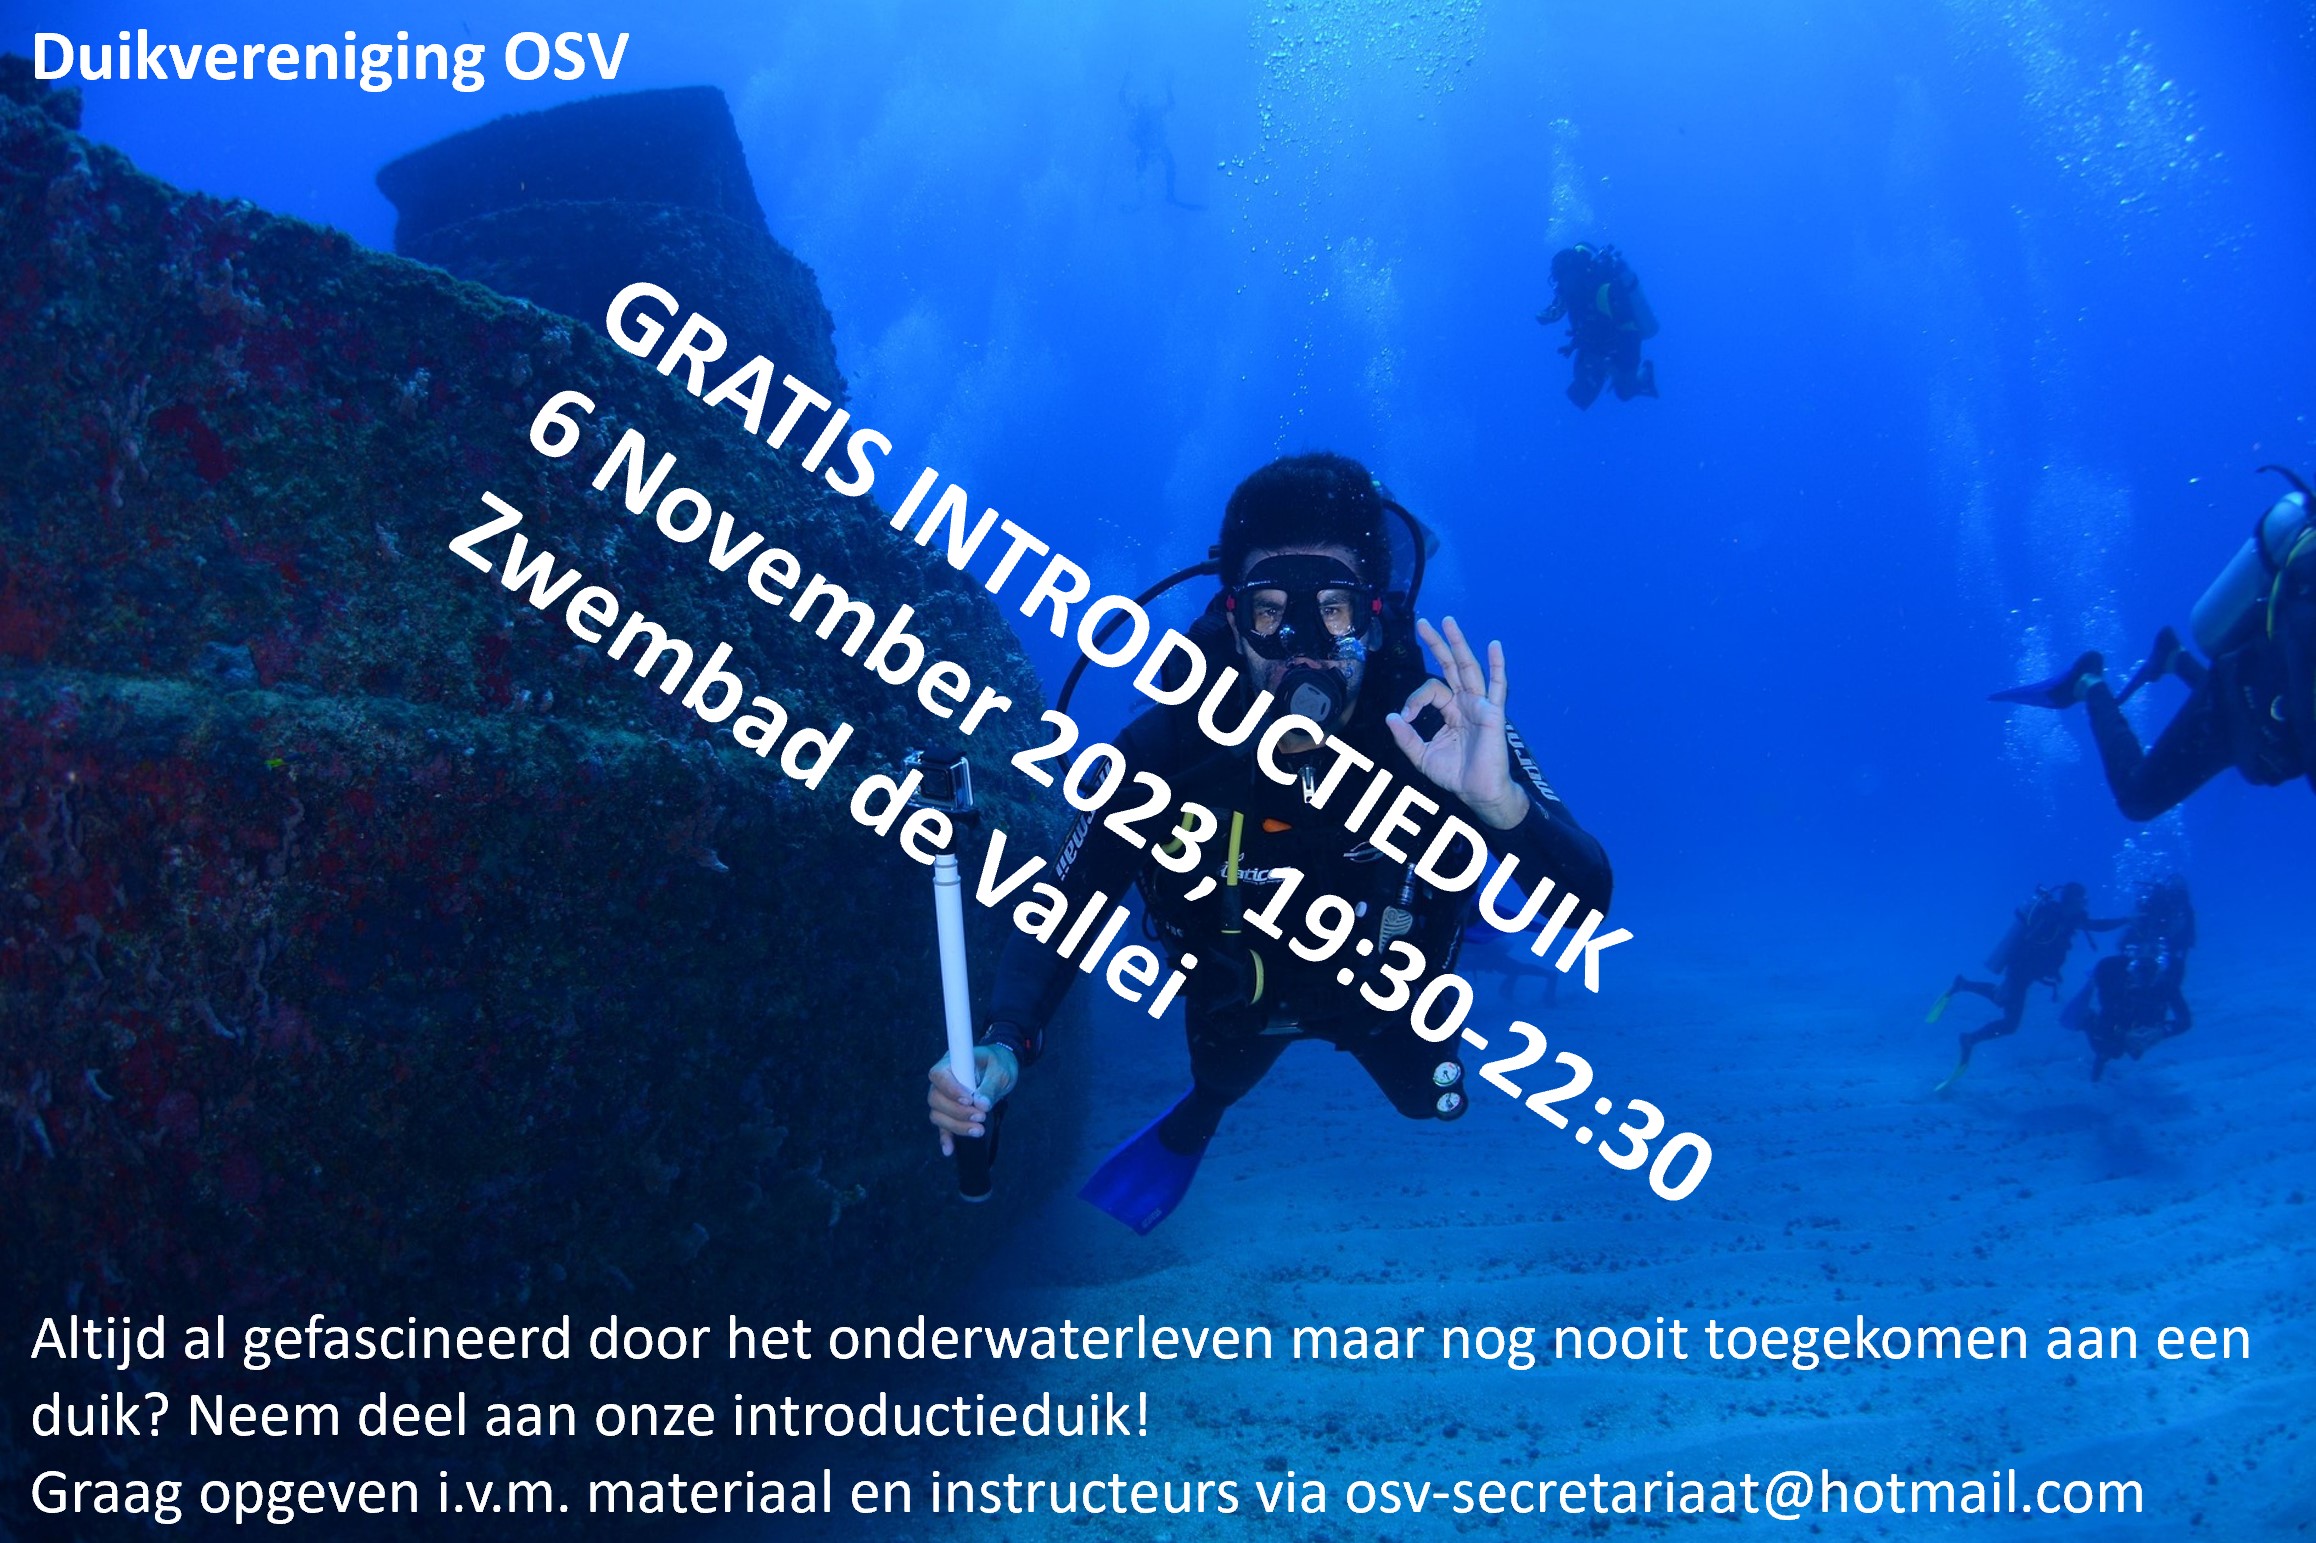 Duikvereniging OSV
GRATIS INTRODUCTIEDUIK
6 November 2023, 19:30-22:30
Zwembad de Vallei
Altijd al gefascineerd door het onderwaterleven maar nog nooit toegekomen aan een
duik? Neem deel aan onze introductieduik!
Graag opgeven i.v.m. materiaal en instructeurs via osv-secretariaat@hotmail.com